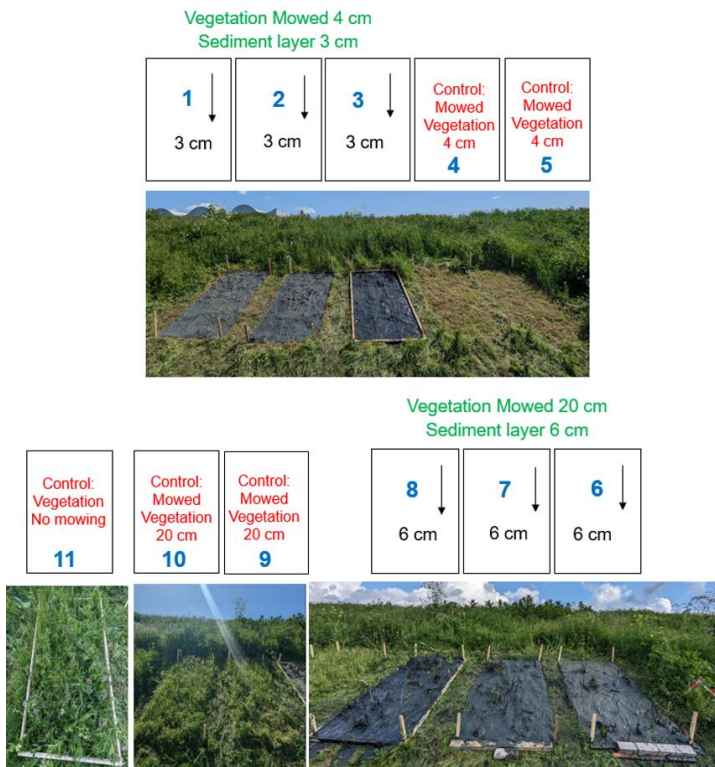 Vegetation Mowed 4 cm
Sediment layer 3 cm
1
3 cm
2
3 cm
3
3 cm
Control:
Mowed
Vegetation
4 cm
4
Control:
Mowed
Vegetation
4 cm
5
Vegetation Mowed 20 cm
Sediment layer 6 cm
Control:
Vegetation
No mowing
11
Control:
Mowed
Vegetation
20 cm
10
Control:
Mowed
Vegetation
20 cm
9
8
6 cm
7
6 cm
6
6 cm